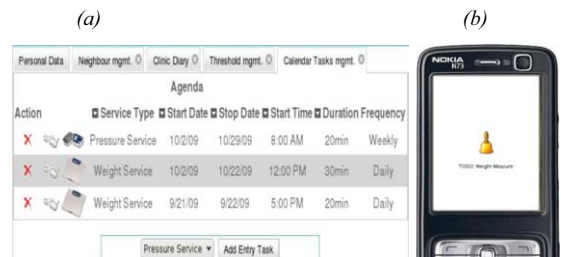 (a)
(b)
Personal Data Neighbour mgmt. Clinic Diary Threshold mgmt. Calendar Tasks mgmt.
Agenda
Action Service Type Start Date Stop Date Start Time Duration Frequency
Pressure Service 10/2/09 10/29/09 8:00 AM 20min Weekly
Weight Service 10/2/09 10/22/09 12:00 PM 30min Daily
Weight Service 9/21/09 9/22/09 5:00 PM 20min Daily
Pressure Service Add Entry Task
NOKIA
N73
TODO: Weight Measure